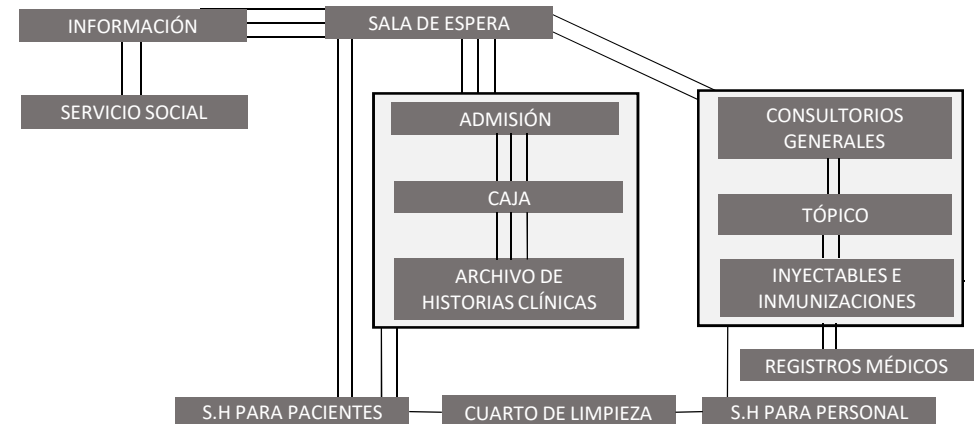 INFORMACIÓN
SALA DE ESPERA
SERVICIO SOCIAL
ADMISIÓN
CONSULTORIOS
GENERALES
CAJA
TÓPICO
ARCHIVO DE
HISTORIAS CLÍNICAS
INYECTABLES E
INMUNIZACIONES
REGISTROS MÉDICOS
S.H PARA PACIENTES
CUARTO DE LIMPIEZA
S.H PARA PERSONAL